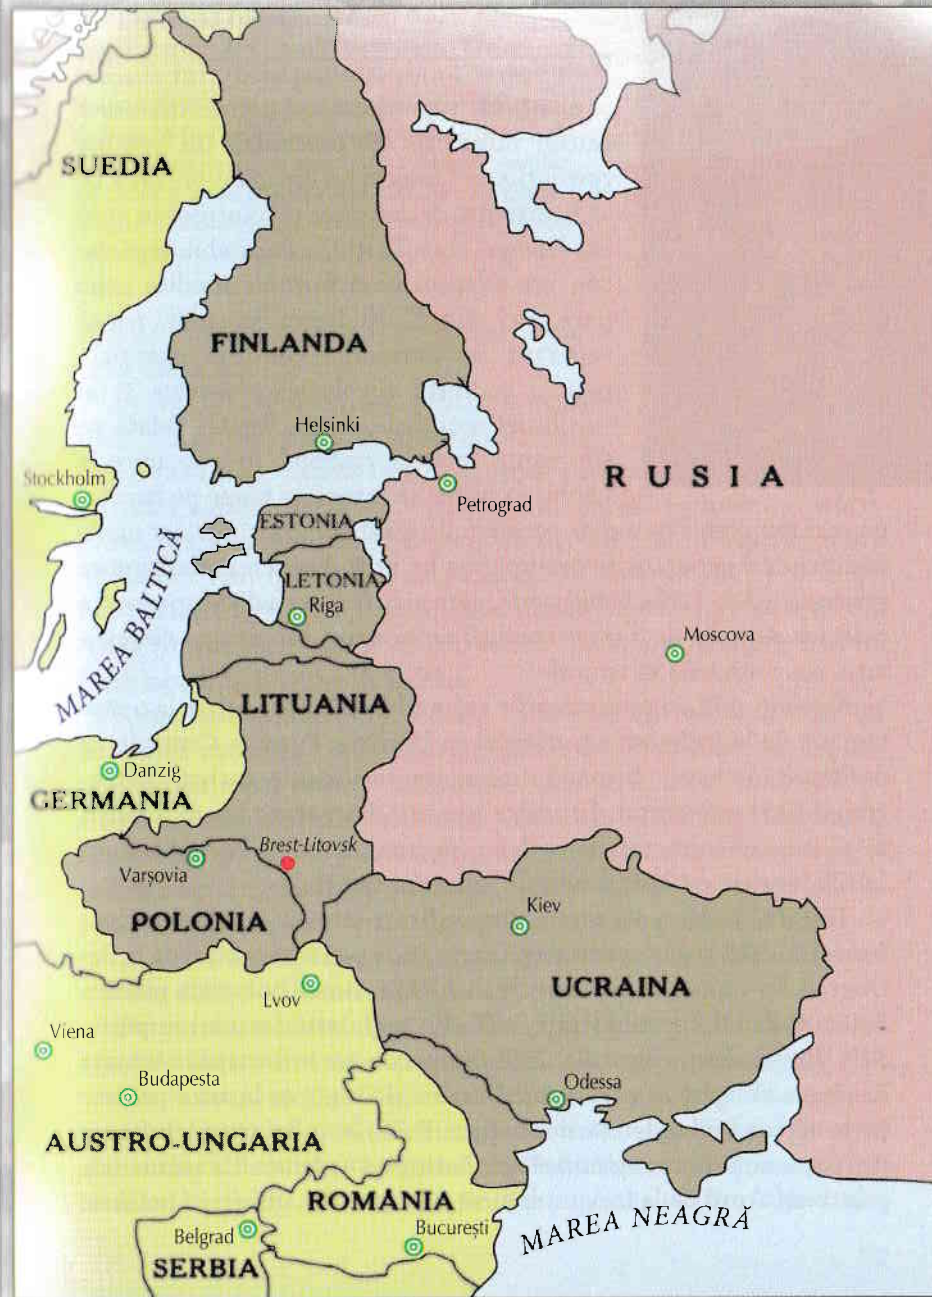 SUEDIA
FINLANDA
Helsinki
Stockholm
RUSIA
Petrograd
ESTONIA
MAREA BALTICĂ
LETONIA
Riga
Moscova
LITUANIA
Danzig
GERMANIA
Brest-Litovsk
Varșovia
POLONIA
Kiev
UCRAINA
Lvov
Viena
Budapesta
Odessa
AUSTRO-UNGARIA
ROMÂNIA
MAREA NEAGRĂ
București
Belgrad
SERBIA